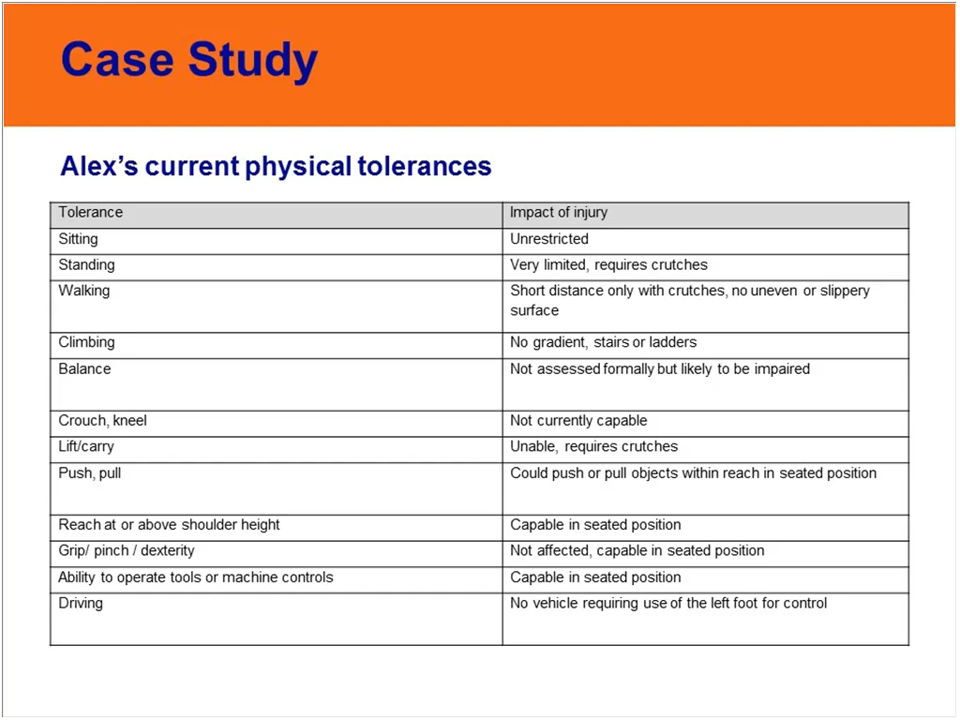 Case Study
Alex’s current physical tolerances
Tolerance Impact of injury
Sitting Unrestricted
Standing Very limited, requires crutches
Walking Short distance only with crutches, no uneven or slippery
surface
Climbing No gradient, stairs or ladders
Balance Not assessed formally but likely to be impaired
Crouch, kneel Not currently capable
Lift/carry Unable, requires crutches
Push, pull Could push or pull objects within reach in seated position
Reach at or above shoulder height Capable in seated position
Grip/ pinch / dexterity Not affected, capable in seated position
Ability to operate tools or machine controls Capable in seated position
Driving No vehicle requiring use of the left foot for control